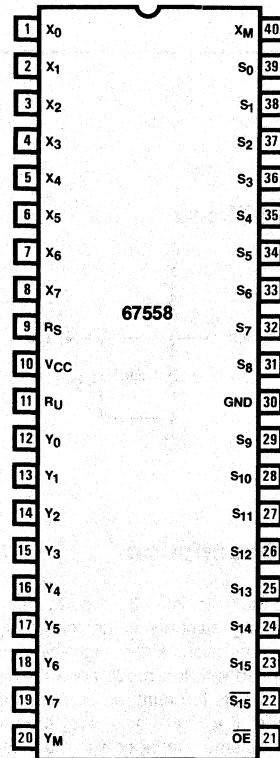 1 X0 XM 40
2 X1 S0 39
3 X2 S1 38
4 X3 S2 37
5 X4 S3 36
6 X5 S4 35
7 X6 S5 34
8 X7 S6 33
67558
9 RS S7 32
10 VCC S8 31
11 RU GND 30
12 Y0 S9 29
13 Y1 S10 28
14 Y2 S11 27
15 Y3 S12 26
16 Y4 S13 25
17 Y5 S14 24
18 Y6 S15 23
19 Y7 S̅1̅5̅ 22
20 YM O̅E̅ 21